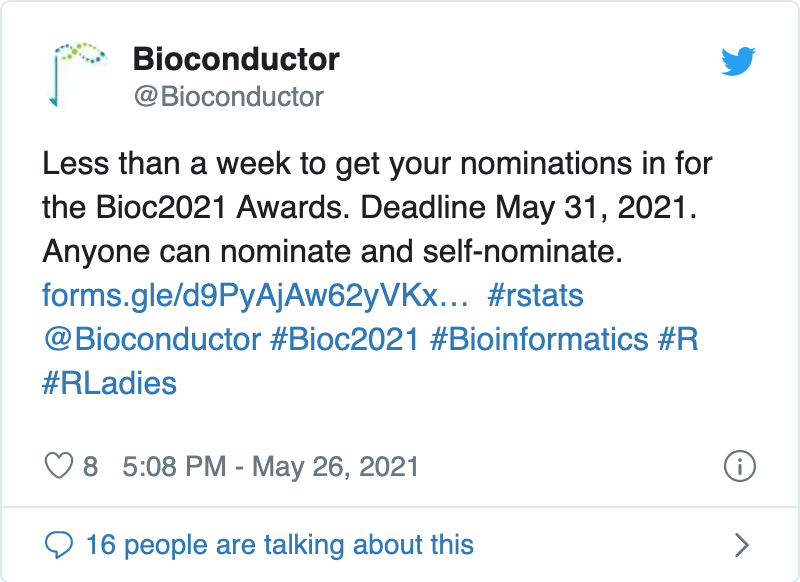 Bioconductor
@Bioconductor
Less than a week to get your nominations in for
the Bioc2021 Awards. Deadline May 31, 2021.
Anyone can nominate and self-nominate.
forms.gle/d9PyAjAw62yVKx… #rstats
@Bioconductor #Bioc2021 #Bioinformatics #R
#RLadies
8 5:08 PM - May 26, 2021
16 people are talking about this